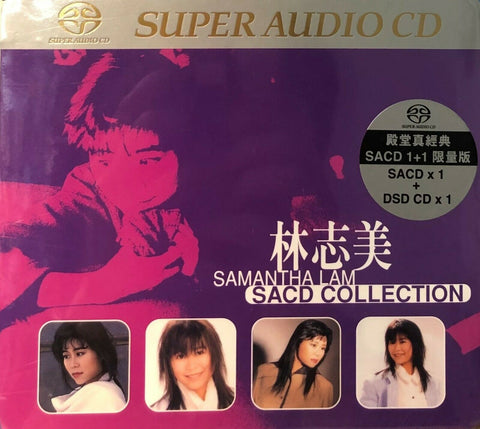 SUPER AUDIO CD
SUPER AUDIO CD
SUPER AUDIO CD
殿堂真經典
SACD 1+1 限量版
SACD x 1
+
DSD CD x 1
林志美
SAMANTHA LAM
SACD COLLECTION